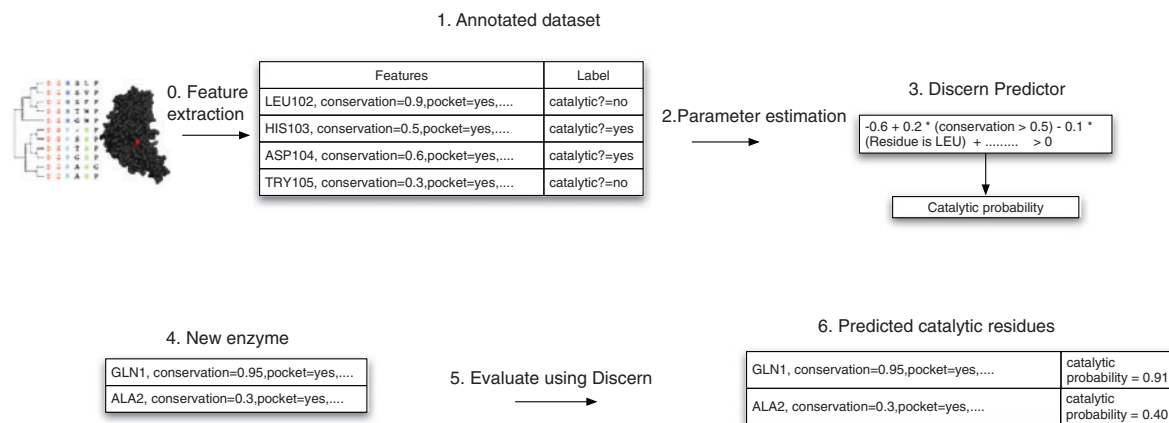 1. Annotated dataset
0. Feature
extraction
Features
Label
LEU102, conservation=0.9,pocket=yes,....
catalytic?=no
HIS103, conservation=0.5,pocket=yes,....
catalytic?=yes
ASP104, conservation=0.6,pocket=yes,....
catalytic?=yes
TRY105, conservation=0.3,pocket=yes,....
catalytic?=no
2.Parameter estimation
3. Discern Predictor
-0.6 + 0.2 * (conservation > 0.5) - 0.1 *
(Residue is LEU) + ......... > 0
Catalytic probability
4. New enzyme
GLN1, conservation=0.95,pocket=yes,....
ALA2, conservation=0.3,pocket=yes,....
5. Evaluate using Discern
6. Predicted catalytic residues
GLN1, conservation=0.95,pocket=yes,....
catalytic
probability = 0.91
ALA2, conservation=0.3,pocket=yes,....
catalytic
probability = 0.40